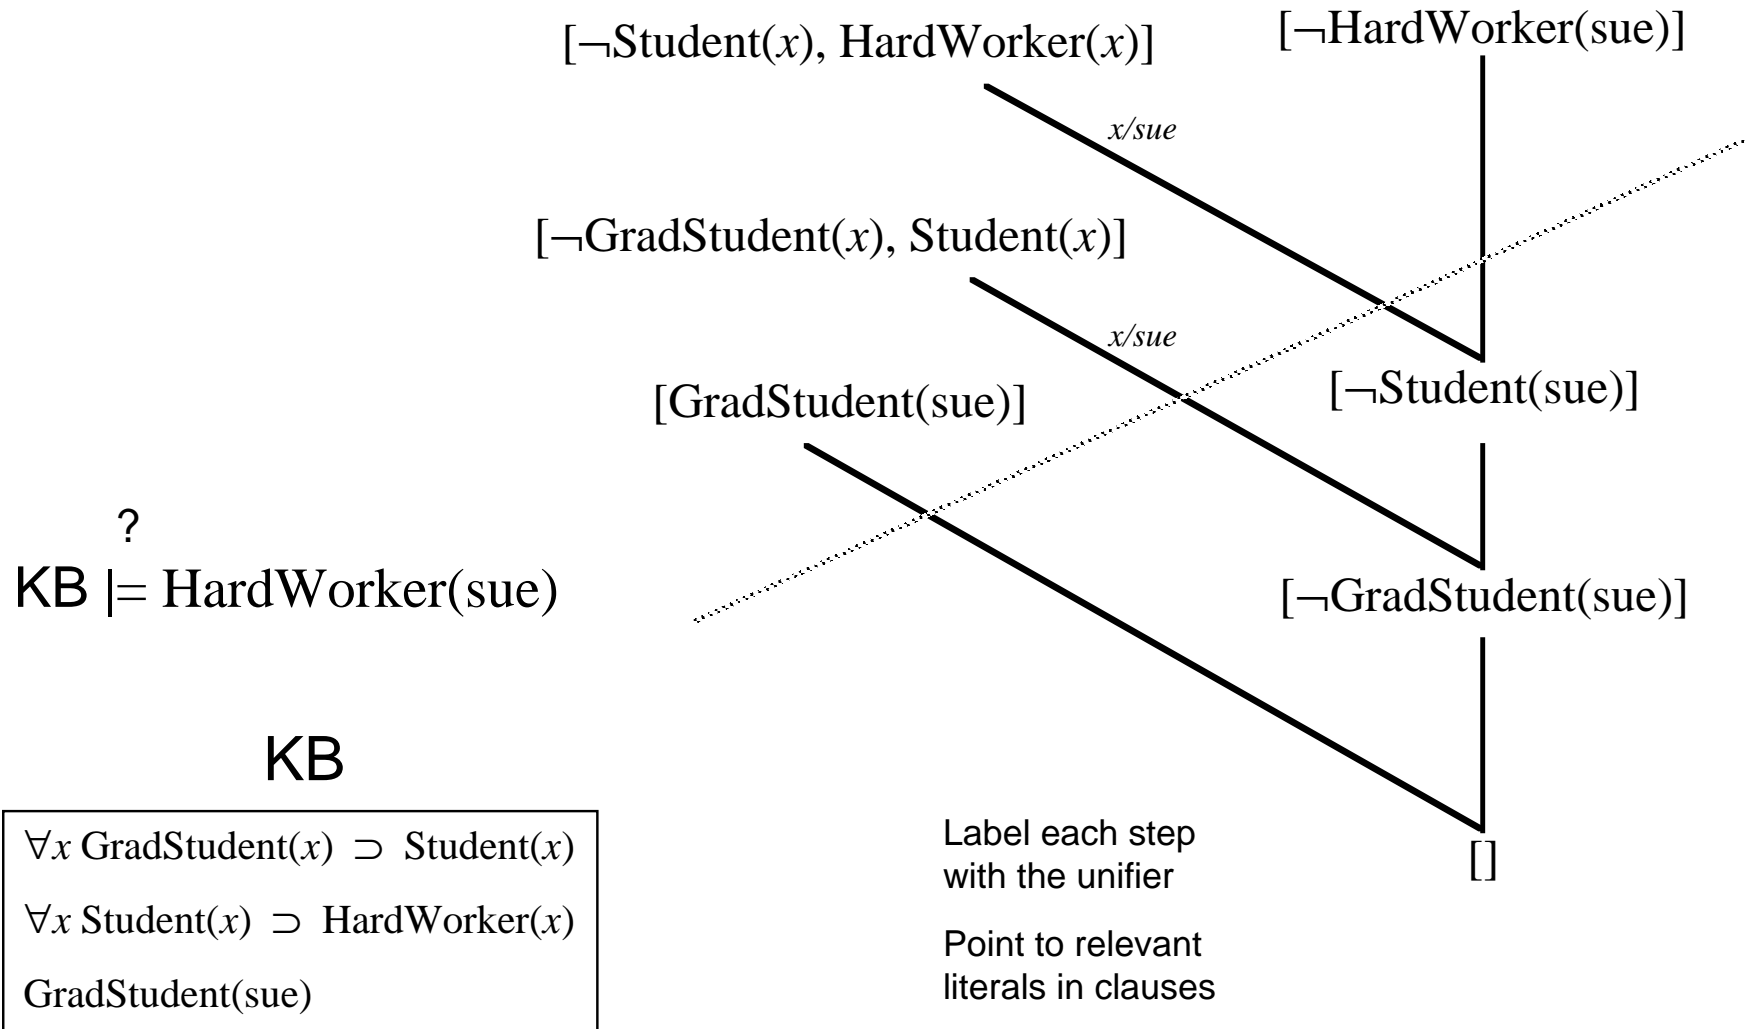 [¬Student(x), HardWorker(x)]
[¬HardWorker(sue)]
x/sue
[¬GradStudent(x), Student(x)]
x/sue
[GradStudent(sue)]
[¬Student(sue)]
?
KB |= HardWorker(sue)
[¬GradStudent(sue)]
KB
∀x GradStudent(x) ⊃ Student(x)
∀x Student(x) ⊃ HardWorker(x)
GradStudent(sue)
Label each step
with the unifier
Point to relevant
literals in clauses
[]